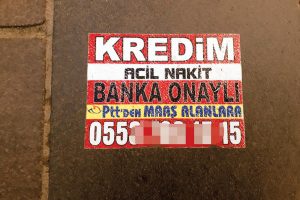 KREDİM
ACİL NAKİT
BANKA ONAYLI
Ptt'DEN MAAŞ ALANLARA
0553
15